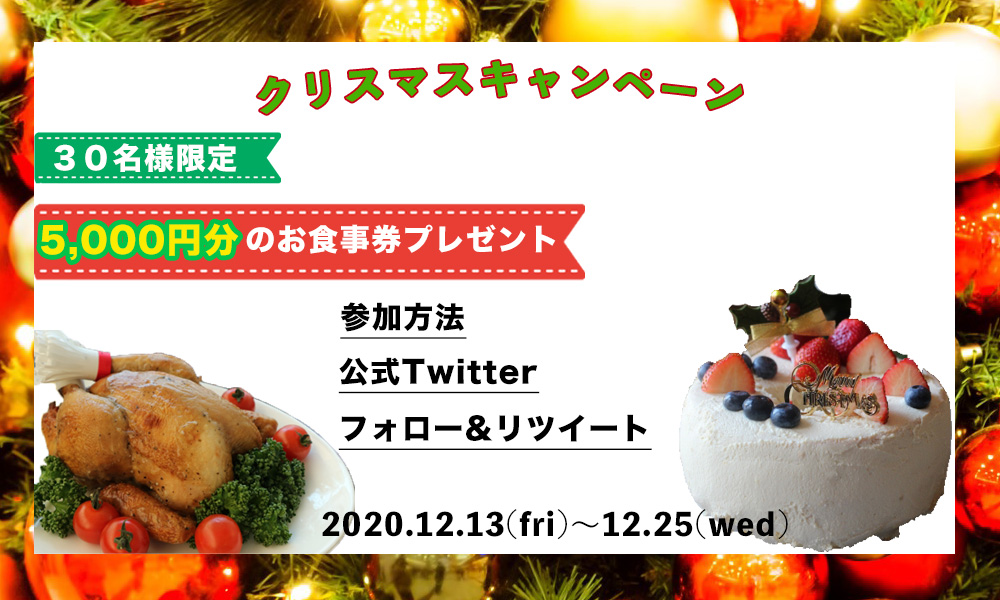 クリスマスキャンペーン
３０名様限定
5,000円分のお食事券プレゼント
参加方法
公式Twitter
フォロー&リツイート
Merry
CHRISTMAS
2020.12.13(fri)〜12.25(wed)